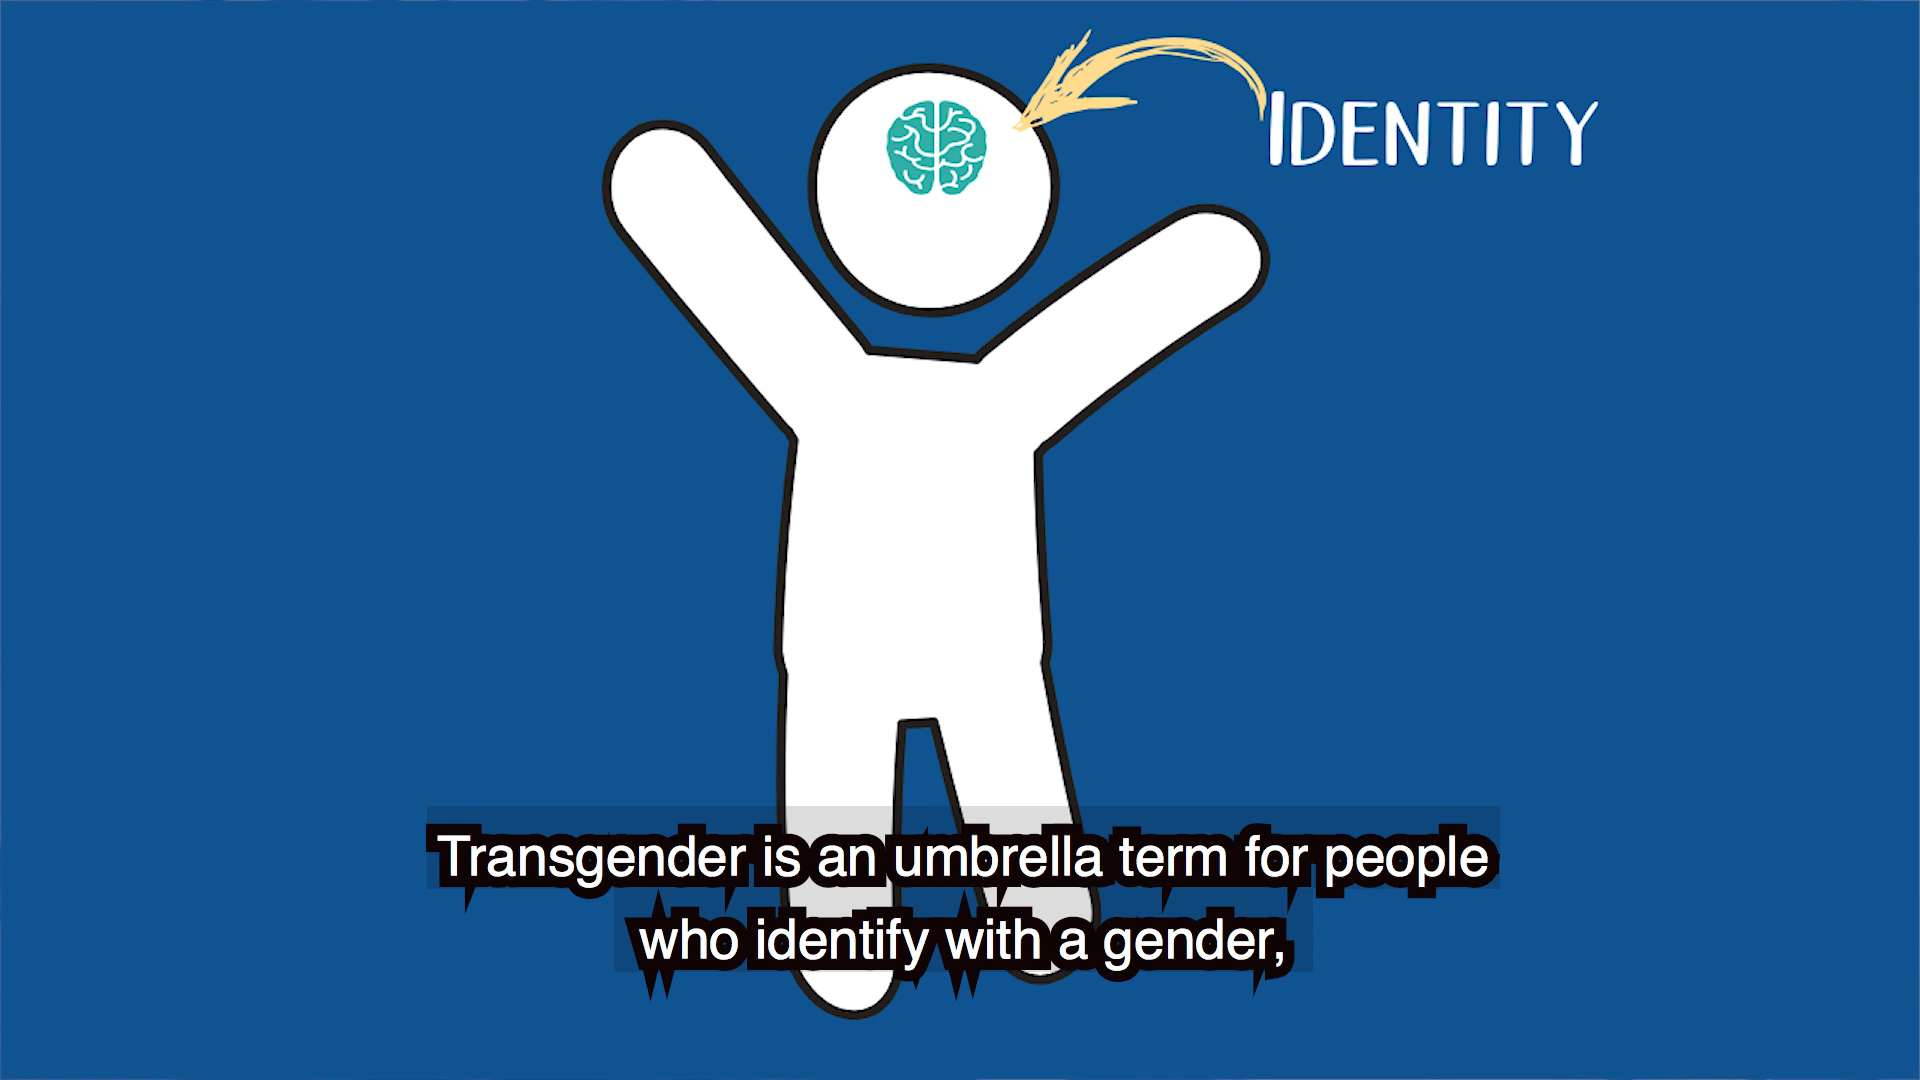 IDENTITY
Transgender is an umbrella term for people
who identify with a gender,